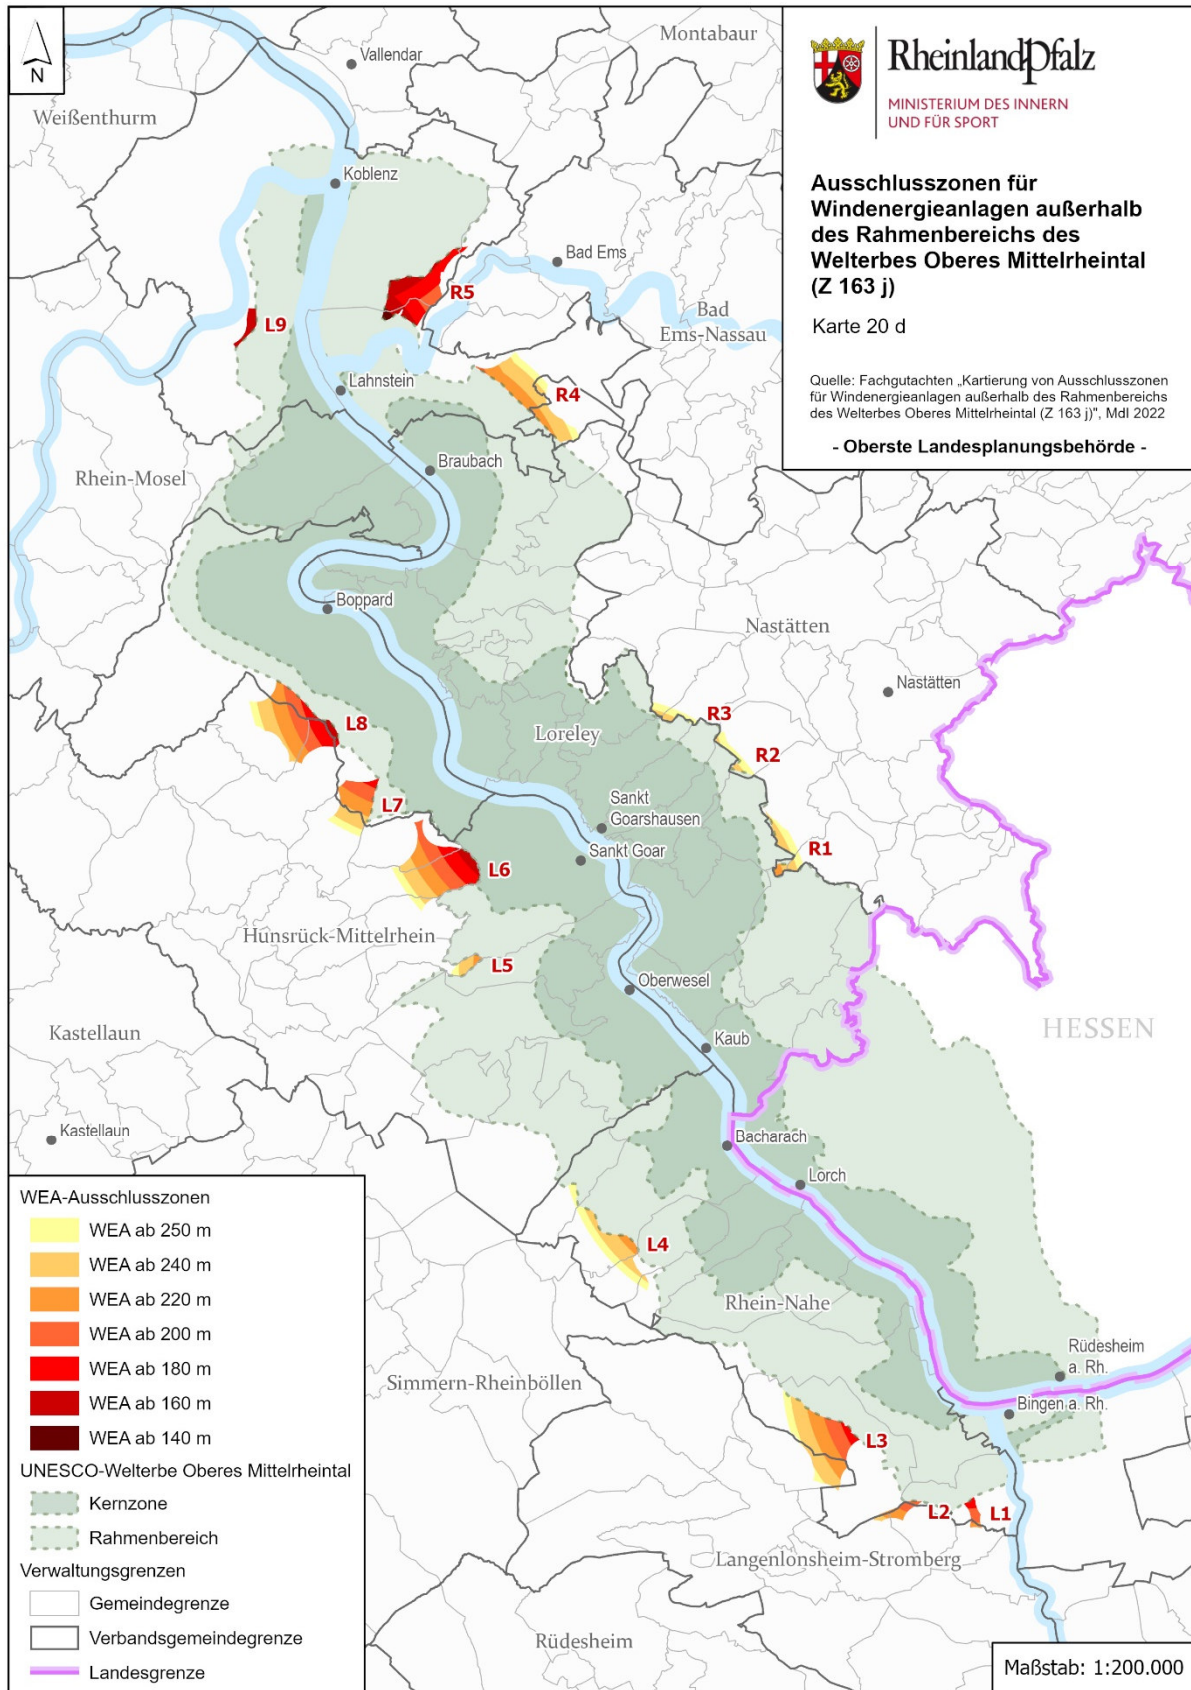 N
RheinlandPfalz
MINISTERIUM DES INNERN
UND FÜR SPORT
Ausschlusszonen für
Windenergieanlagen außerhalb
des Rahmenbereichs des
Welterbes Oberes Mittelrheintal
(Z 163 j)
Karte 20 d
Quelle: Fachgutachten „Kartierung von Ausschlusszonen
für Windenergieanlagen außerhalb des Rahmenbereichs
des Welterbes Oberes Mittelrheintal (Z 163 j)", MdI 2022
- Oberste Landesplanungsbehörde -
Montabaur
Vallendar
Weißenthurm
Koblenz
Bad Ems
R5
Bad
Ems-Nassau
L9
Lahnstein
R4
Braubach
Rhein-Mosel
Boppard
Nastätten
Nastätten
R3
L8
Loreley
R2
L7
Sankt
Goarshausen
R1
Sankt Goar
L6
Hunsrück-Mittelrhein
L5
Oberwesel
HESSEN
Kastellaun
Kaub
Kastellaun
Bacharach
Lorch
L4
Rhein-Nahe
Rüdesheim
a. Rh.
Simmern-Rheinböllen
Bingen a. Rh.
L3
L2
L1
Langenlonsheim-Stromberg
Rüdesheim
WEA-Ausschlusszonen
WEA ab 250 m
WEA ab 240 m
WEA ab 220 m
WEA ab 200 m
WEA ab 180 m
WEA ab 160 m
WEA ab 140 m
UNESCO-Welterbe Oberes Mittelrheintal
Kernzone
Rahmenbereich
Verwaltungsgrenzen
Gemeindegrenze
Verbandsgemeindegrenze
Landesgrenze
Maßstab: 1:200.000